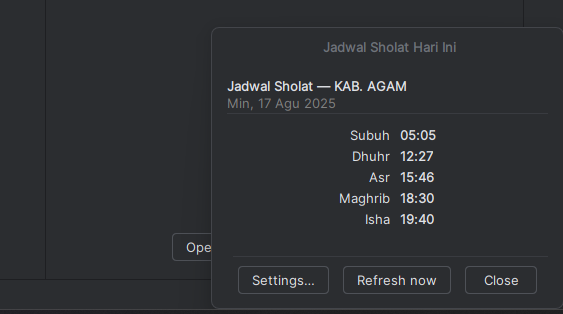 Jadwal Sholat Hari Ini
Jadwal Sholat — KAB. AGAM
Min, 17 Agu 2025
Subuh 05:05
Dhuhr 12:27
Asr 15:46
Maghrib 18:30
Isha 19:40
Settings... Refresh now Close